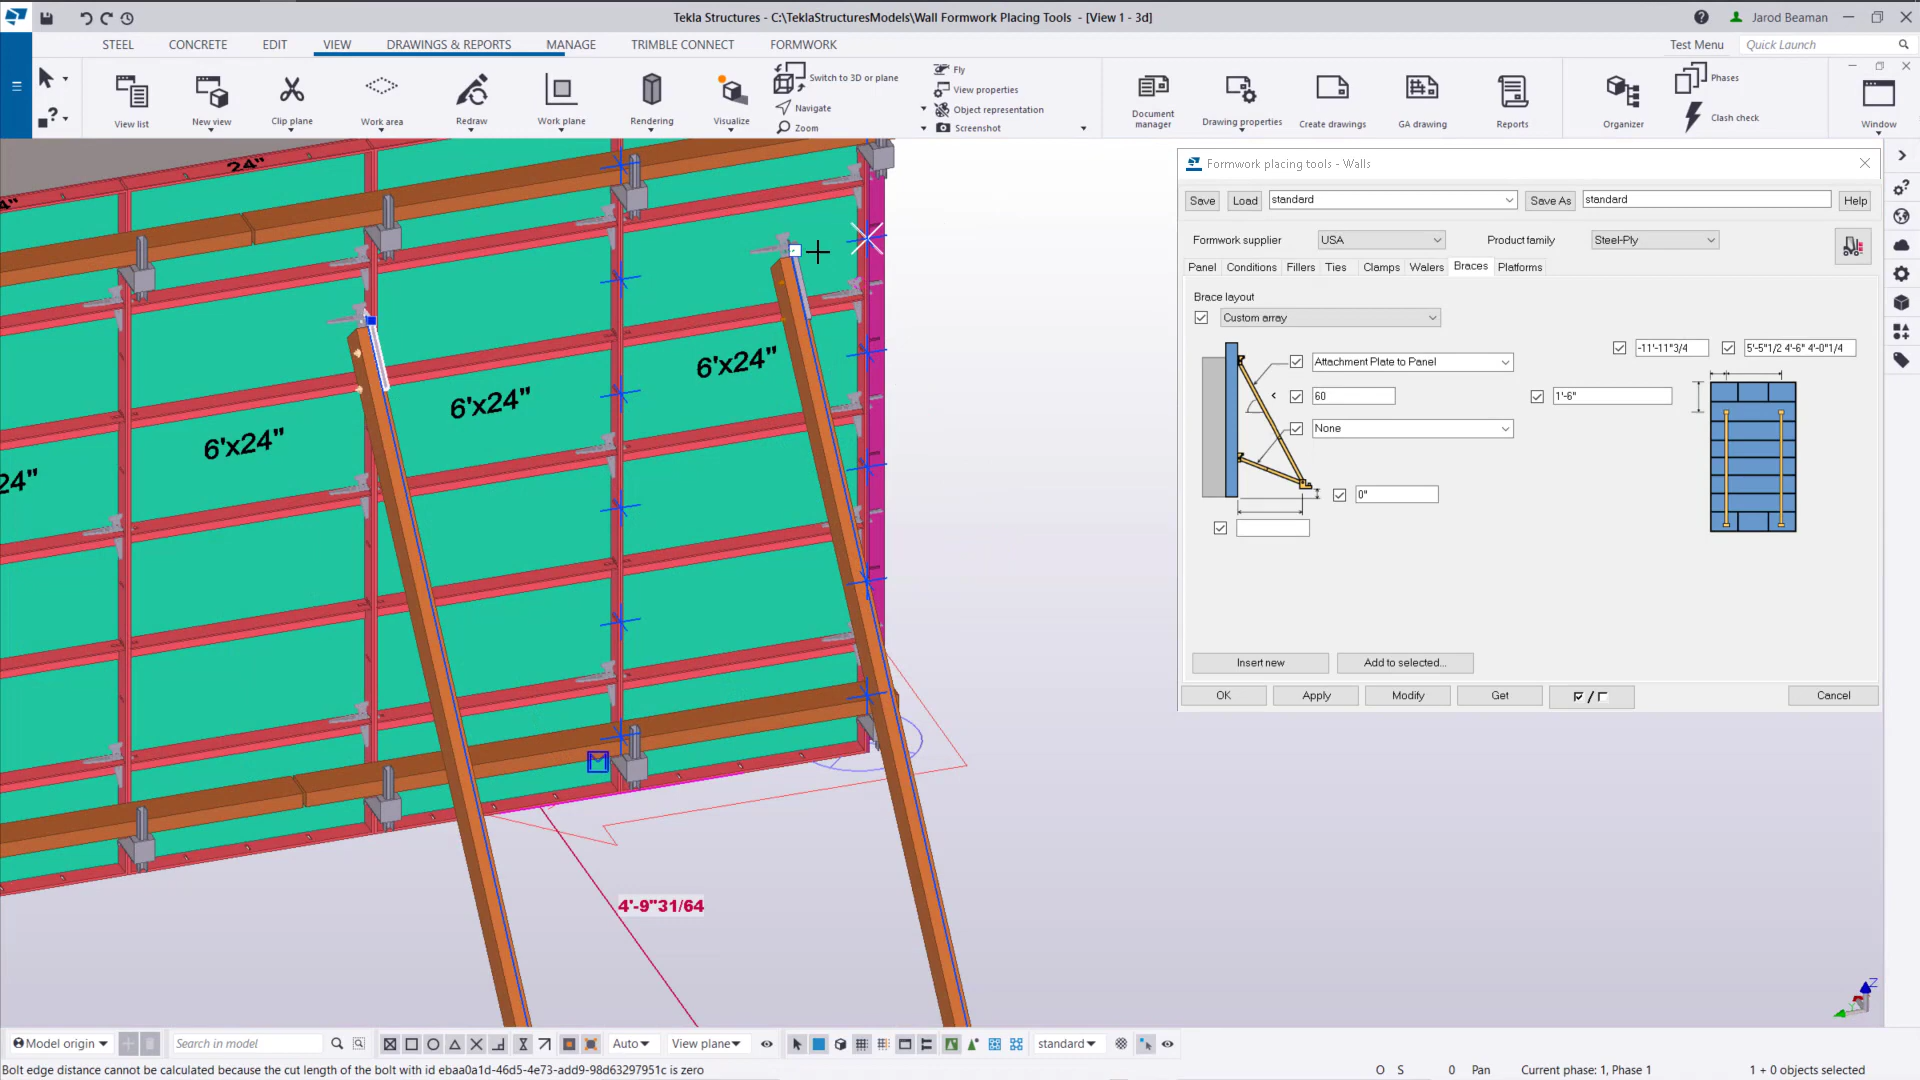 Tekla Structures - C:\TeklaStructuresModels\Wall Formwork Placing Tools - [View 1 - 3d]
Jarod Beaman
STEEL CONCRETE EDIT VIEW DRAWINGS & REPORTS MANAGE TRIMBLE CONNECT FORMWORK
Test Menu Quick Launch
View list
New view
Clip plane
Work area
Redraw
Work plane
Rendering
Visualize
Switch to 3D or plane
Navigate
Zoom
Fly
View properties
Object representation
Screenshot
Document manager
Drawing properties
Create drawings
GA drawing
Reports
Organizer
Phases
Clash check
Window
24"
6'x24"
6'x24"
6'x24"
24"
4'-9"31/64
Formwork placing tools - Walls
Save Load standard Save As standard Help
Formwork supplier USA Product family Steel-Ply
Panel Conditions Fillers Ties Clamps Walers Braces Platforms
Brace layout
Custom array
-11'-11"3/4 5'-5"1/2 4'-6" 4'-0"1/4
Attachment Plate to Panel
< 60 1'-6"
None
0"
Insert new Add to selected...
OK Apply Modify Get / Cancel
Z
Model origin Search in model Auto View plane standard
Bolt edge distance cannot be calculated because the cut length of the bolt with id ebaa0a1d-46d5-4e73-add9-98d63297951c is zero
O S 0 Pan Current phase: 1, Phase 1 1 + 0 objects selected